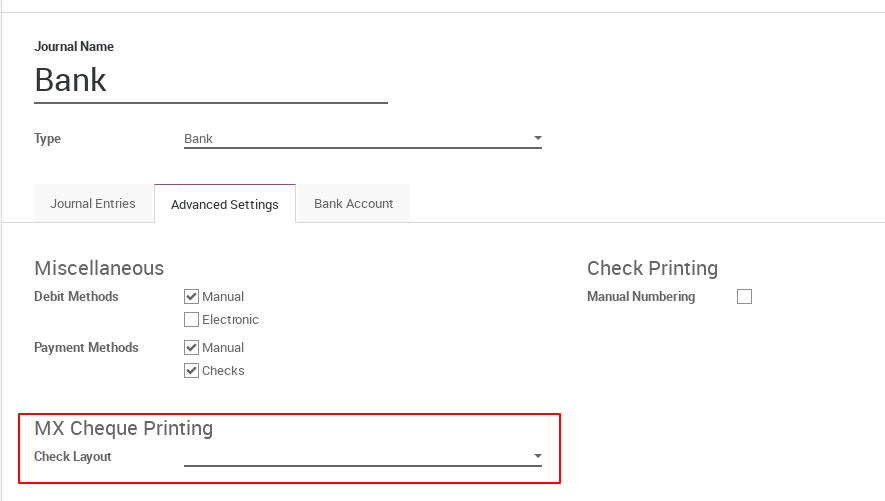 Journal Name
Bank
Type Bank
Journal Entries Advanced Settings Bank Account
Miscellaneous
Debit Methods Manual
Electronic
Payment Methods Manual
Checks
Check Printing
Manual Numbering
MX Cheque Printing
Check Layout